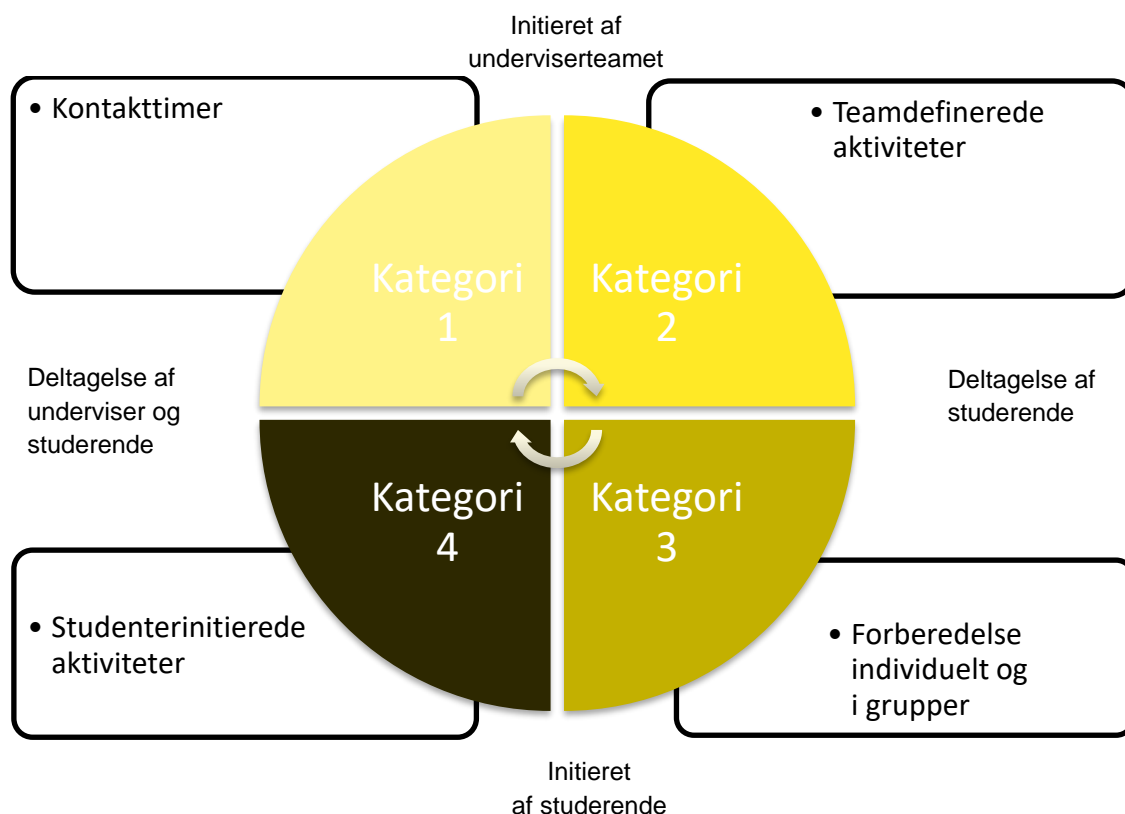 Initieret af
underviserteamet
• Kontakttimer
• Teamdefinerede
aktiviteter
Kategori
1
Kategori
2
Deltagelse af
underviser og
studerende
Deltagelse af
studerende
Kategori
4
Kategori
3
• Studenterinitierede
aktiviteter
• Forberedelse
individuelt og
i grupper
Initieret
af studerende